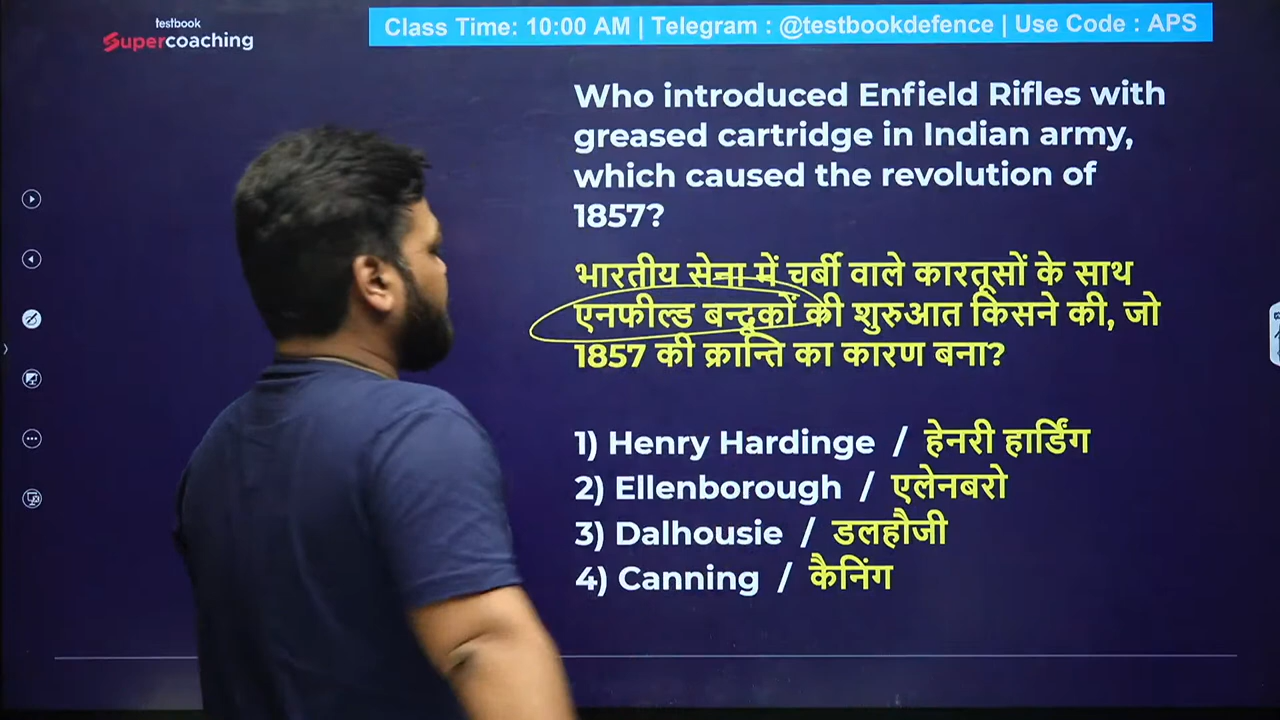 testbook
Supercoaching
Class Time: 10:00 AM | Telegram : @testbookdefence | Use Code : APS
Who introduced Enfield Rifles with
greased cartridge in Indian army,
which caused the revolution of
1857?
भारतीय सेना में चर्बी वाले कारतूसों के साथ
एनफील्ड बन्दूकों की शुरुआत किसने की, जो
1857 की क्रान्ति का कारण बना?
1) Henry Hardinge / हेनरी हार्डिंग
2) Ellenborough / एलेनबरो
3) Dalhousie / डलहौजी
4) Canning / कैनिंग